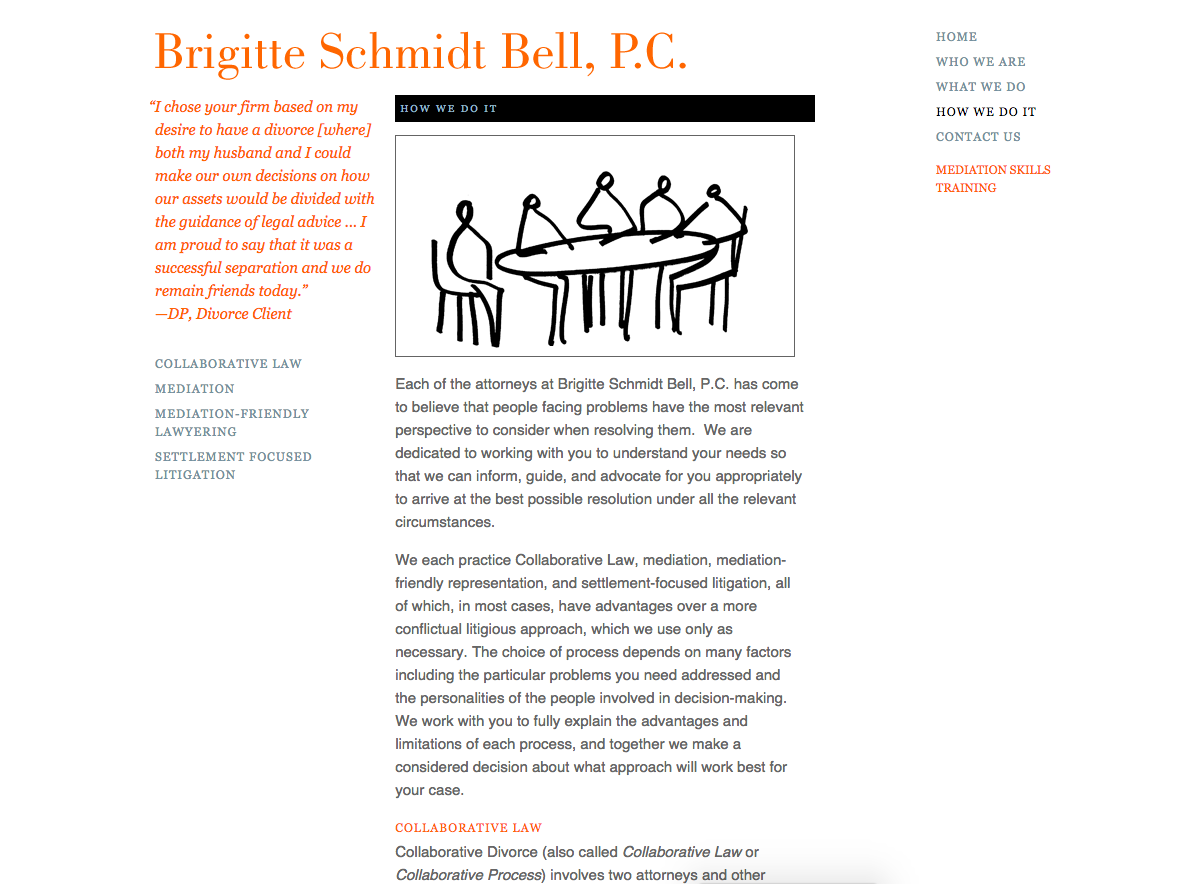 Brigitte Schmidt Bell, P.C.
“I chose your firm based on my
desire to have a divorce [where]
both my husband and I could
make our own decisions on how
our assets would be divided with
the guidance of legal advice ... I
am proud to say that it was a
successful separation and we do
remain friends today.”
—DP, Divorce Client
COLLABORATIVE LAW
MEDIATION
MEDIATION-FRIENDLY
LAWYERING
SETTLEMENT FOCUSED
LITIGATION
HOW WE DO IT
Each of the attorneys at Brigitte Schmidt Bell, P.C. has come
to believe that people facing problems have the most relevant
perspective to consider when resolving them.  We are
dedicated to working with you to understand your needs so
that we can inform, guide, and advocate for you appropriately
to arrive at the best possible resolution under all the relevant
circumstances.
We each practice Collaborative Law, mediation, mediation-
friendly representation, and settlement-focused litigation, all
of which, in most cases, have advantages over a more
conflictual litigious approach, which we use only as
necessary. The choice of process depends on many factors
including the particular problems you need addressed and
the personalities of the people involved in decision-making.
We work with you to fully explain the advantages and
limitations of each process, and together we make a
considered decision about what approach will work best for
your case.
COLLABORATIVE LAW
Collaborative Divorce (also called Collaborative Law or
Collaborative Process) involves two attorneys and other
HOME
WHO WE ARE
WHAT WE DO
HOW WE DO IT
CONTACT US
MEDIATION SKILLS
TRAINING